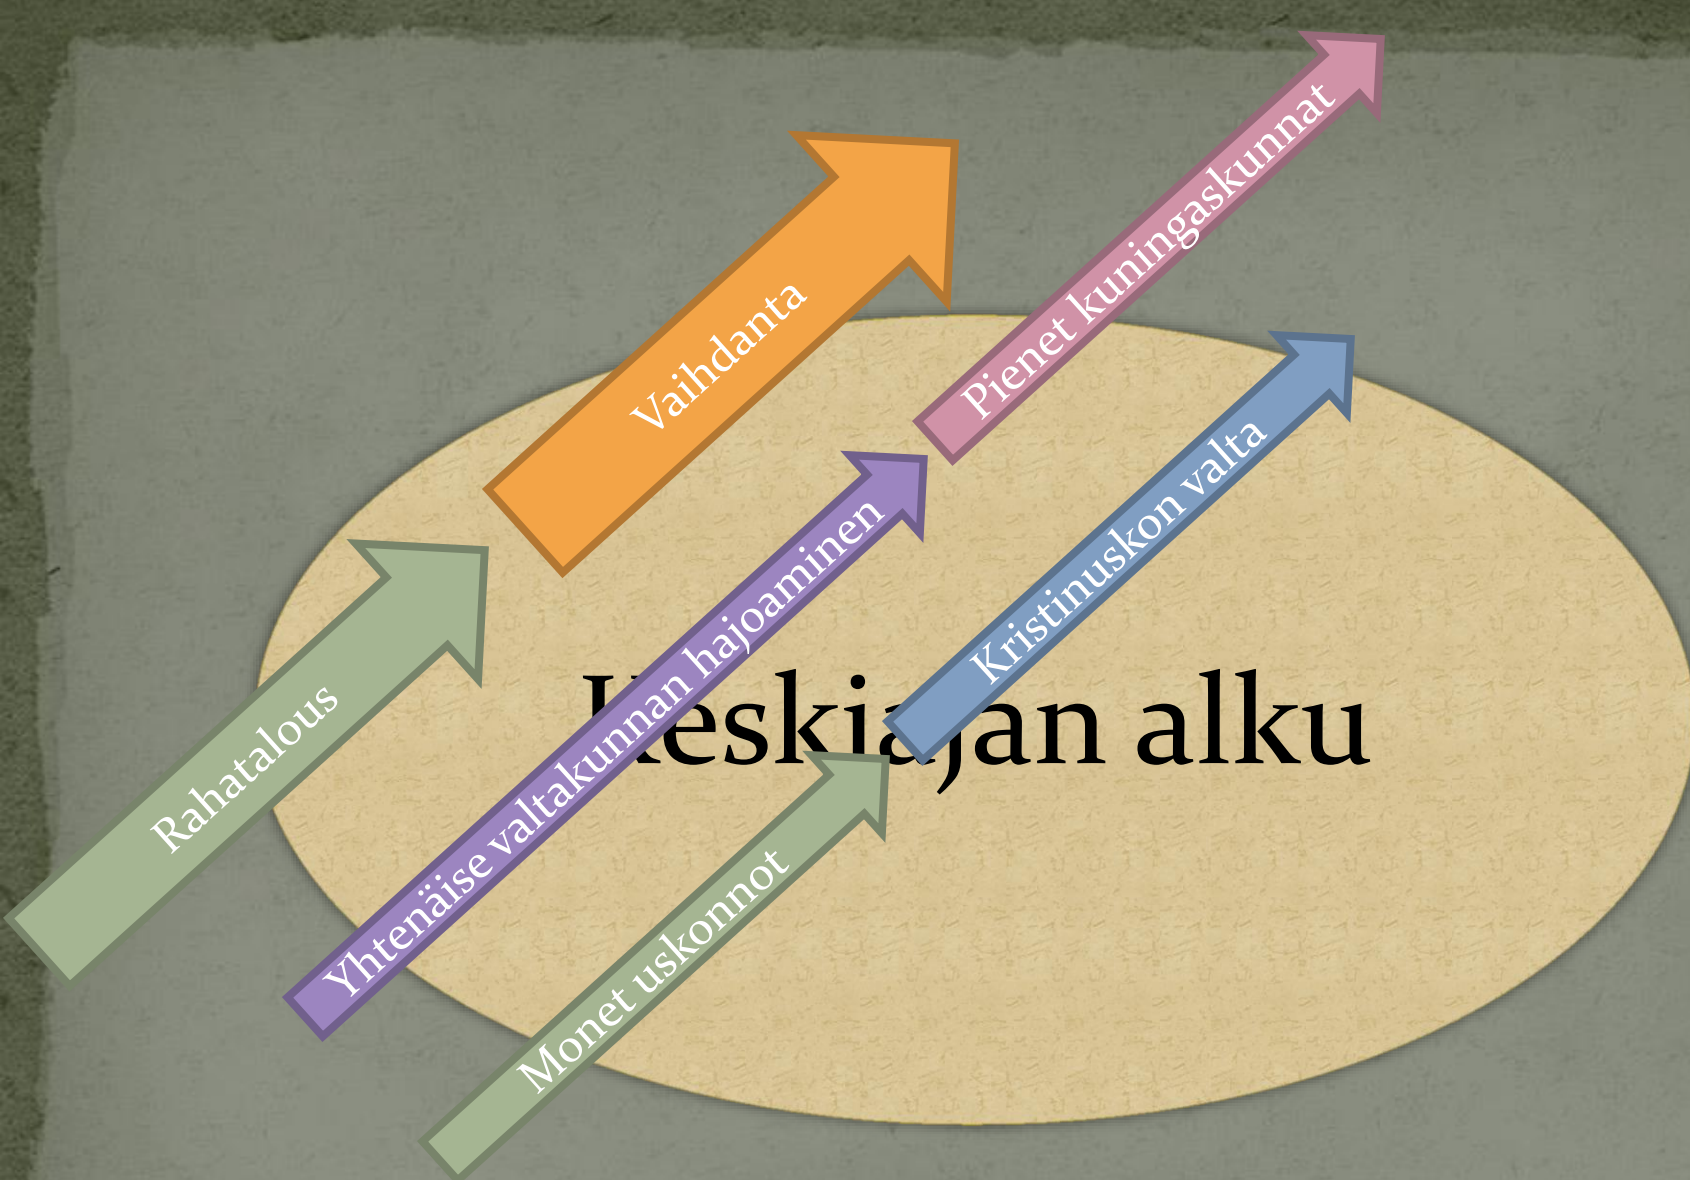 Pienet kuningaskunnat
Vaihdanta
Kristinuskon valta
Yhtenäise valtakunnan hajoaminen
Rahatalous
Keskiajan alku
Monet uskonnot